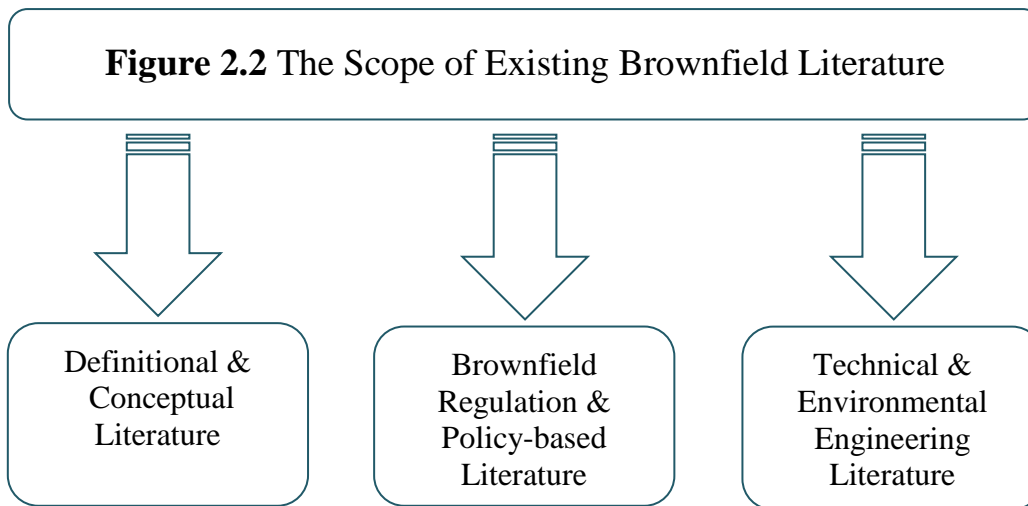 Figure 2.2 The Scope of Existing Brownfield Literature
Definitional &
Conceptual
Literature
Brownfield
Regulation &
Policy-based
Literature
Technical &
Environmental
Engineering
Literature